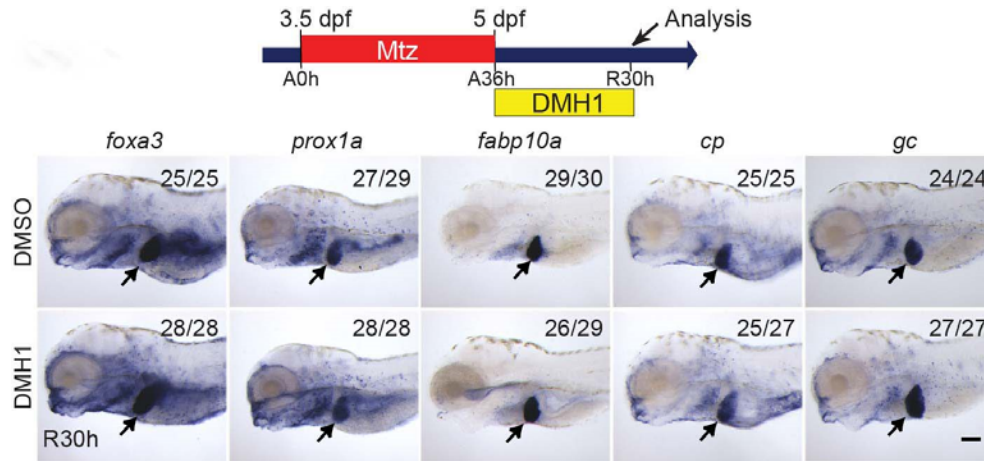 3.5 dpf 5 dpf Analysis
Mtz
A0h A36h R30h
DMH1
foxa3 prox1a fabp10a cp gc
DMSO 25/25 27/29 29/30 25/25 24/24
DMH1 28/28 28/28 26/29 25/27 27/27
R30h